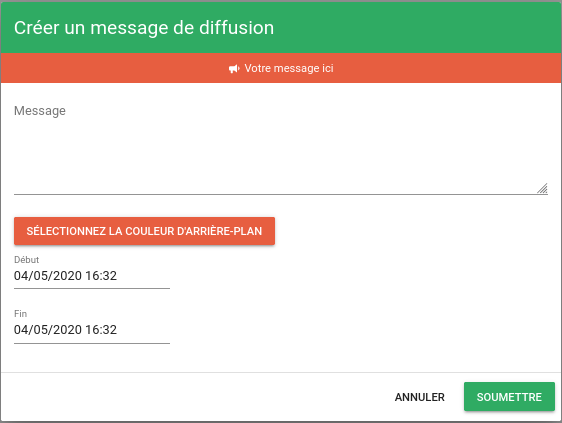 Créer un message de diffusion
Votre message ici
Message
SÉLECTIONNEZ LA COULEUR D'ARRIÈRE-PLAN
Début
04/05/2020 16:32
Fin
04/05/2020 16:32
ANNULER SOUMETTRE